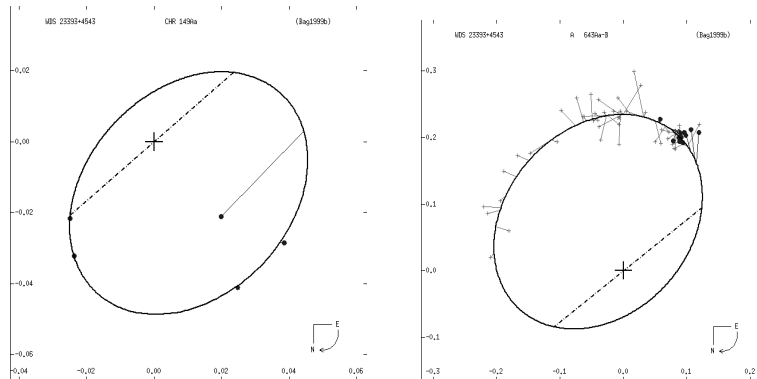 WDS 23393+4543 CHR 149Aa (Bag1999b)
-0.02
0.00
-0.02
-0.04
-0.06
E
N
-0.04 -0.02 0.00 0.02 0.04 0.06
WDS 23393+4543 A 643Aa-B (Bag1999b)
0.3
0.2
0.1
0.0
-0.1
E
N
-0.3 -0.2 -0.1 0.0 0.1 0.2